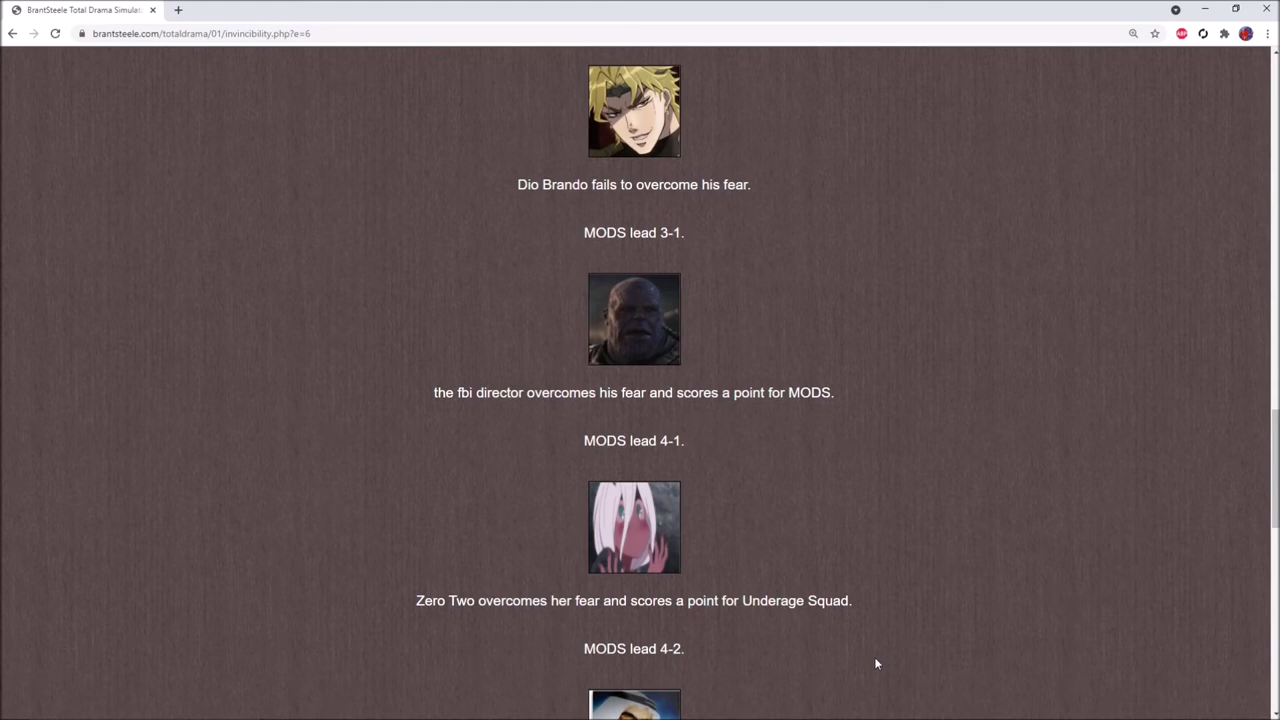 BrantSteele Total Drama Simulat
brantsteele.com/totaldrama/01/invincibility.php?e=6
ABP
Dio Brando fails to overcome his fear.
MODS lead 3-1.
the fbi director overcomes his fear and scores a point for MODS.
MODS lead 4-1.
Zero Two overcomes her fear and scores a point for Underage Squad.
MODS lead 4-2.